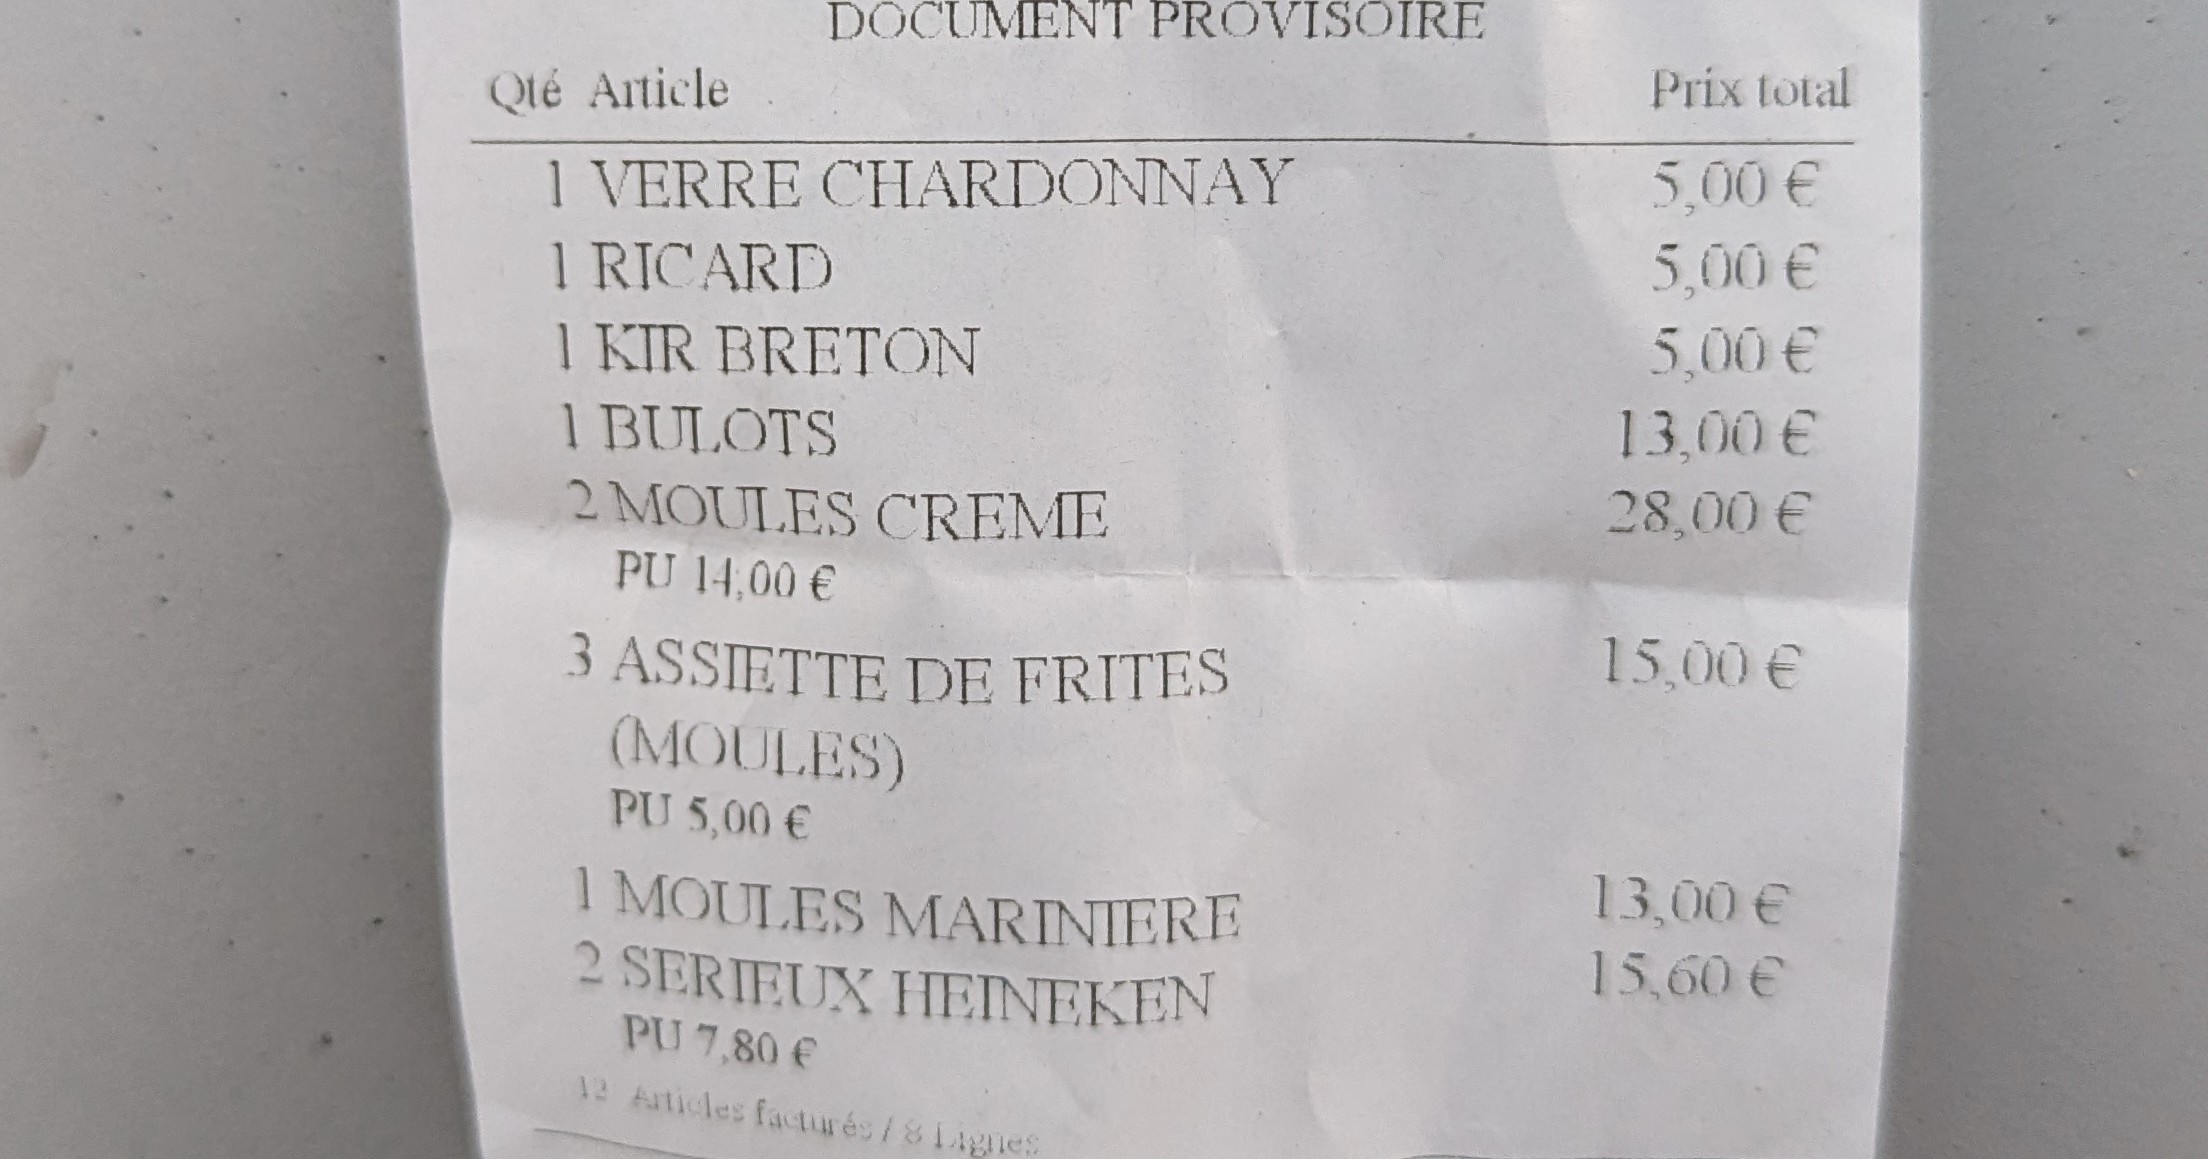 DOCUMENT PROVISOIRE
Qté Article Prix total
1 VERRE CHARDONNAY 5,00 €
1 RICARD 5,00 €
1 KIR BRETON 5,00 €
1 BULOTS 13,00 €
2 MOULES CREME 28,00 €
PU 14,00 €
3 ASSIETTE DE FRITES 15,00 €
(MOULES)
PU 5,00 €
1 MOULES MARINIERE 13,00 €
2 SERIEUX HEINEKEN 15,60 €
PU 7,80 €
12 Articles facturés / 8 Lignes